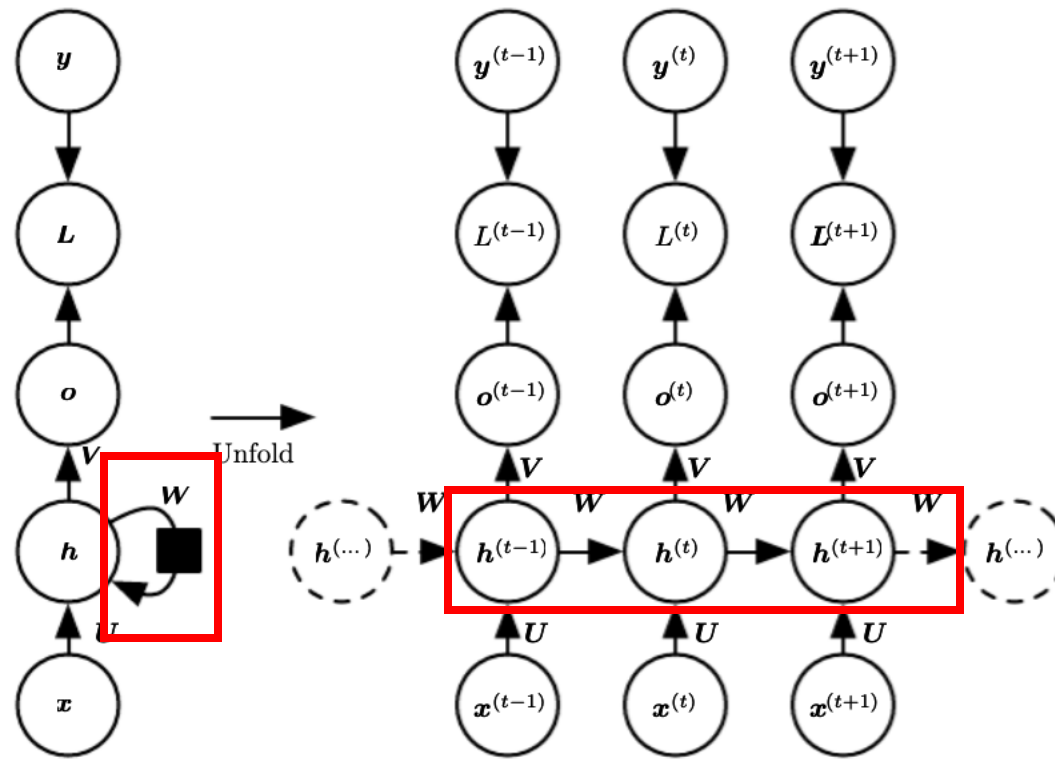 y y^(t−1) y^(t) y^(t+1)
L L^(t−1) L^(t) L^(t+1)
o o^(t−1) o^(t) o^(t+1)
Unfold
V V V V
W W W W W
h h^(...) h^(t−1) h^(t) h^(t+1) h^(...)
U U U U
x x^(t−1) x^(t) x^(t+1)